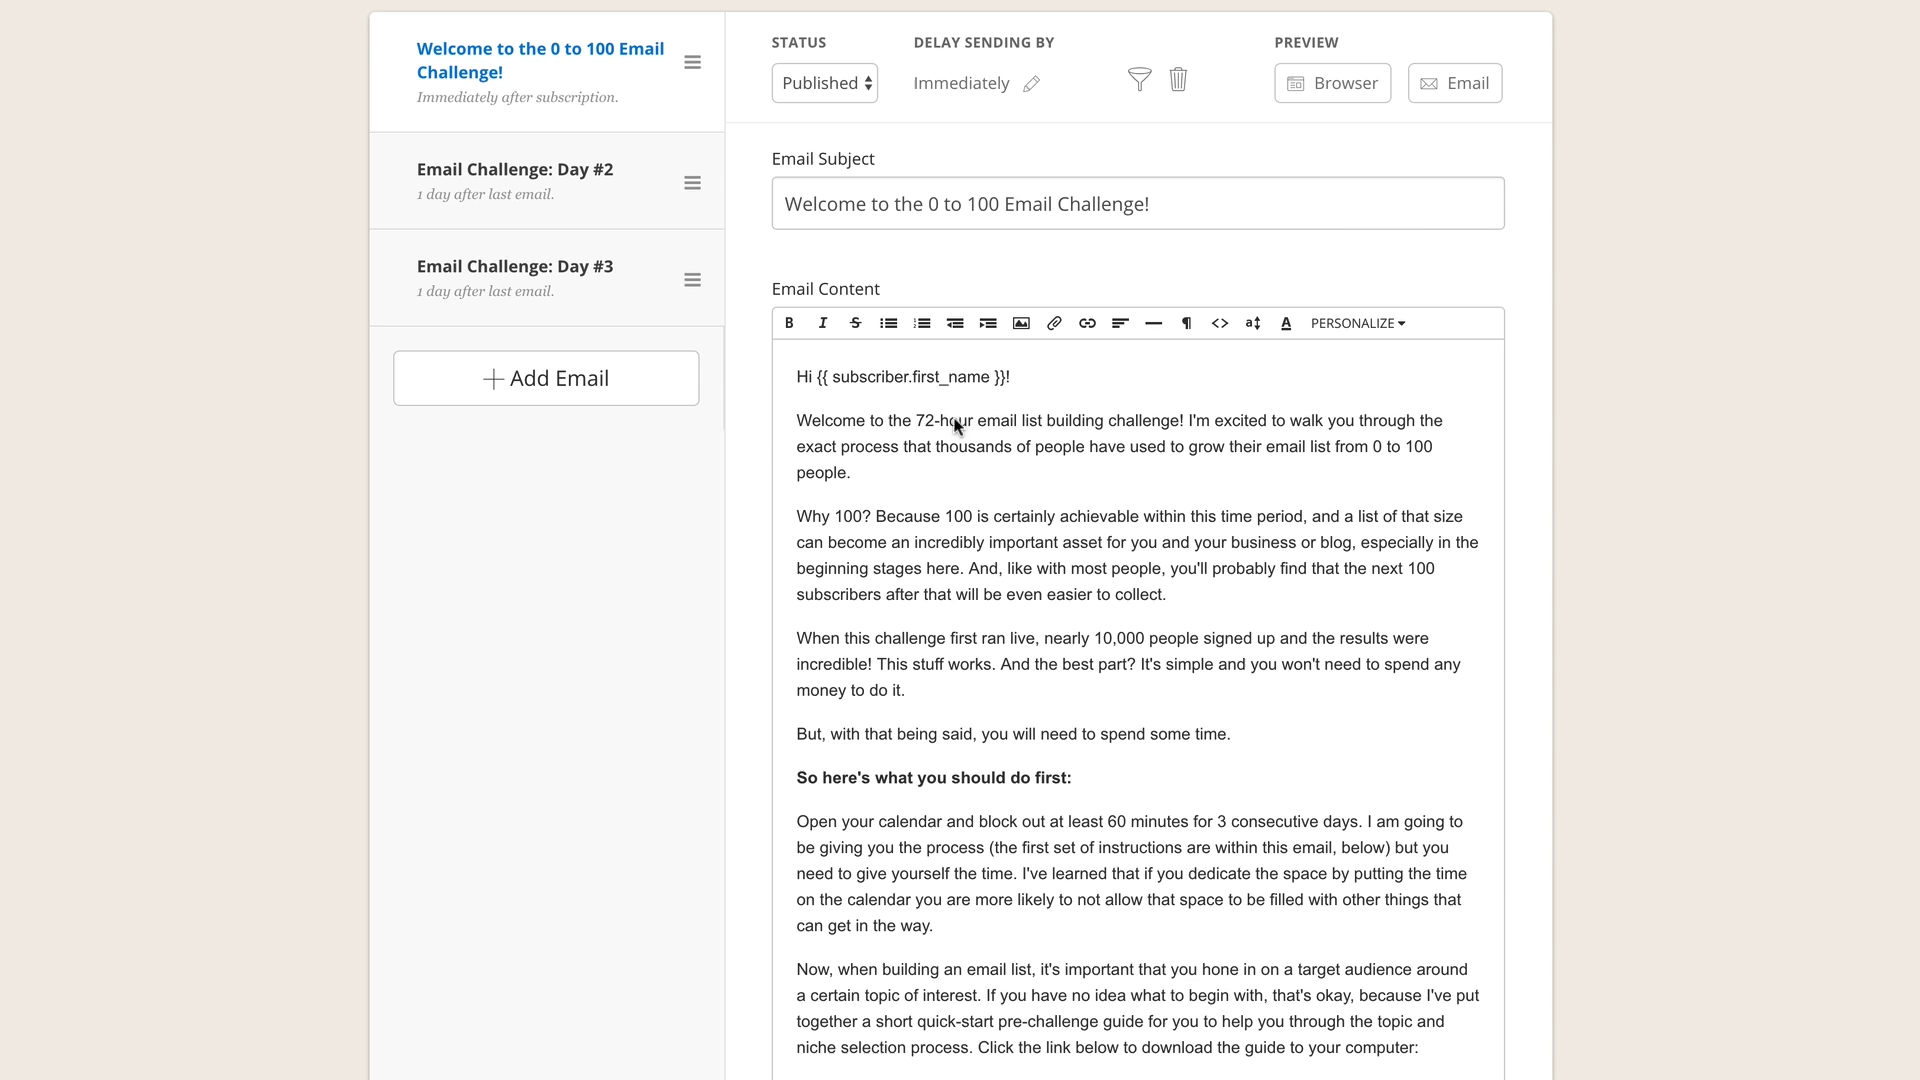 Welcome to the 0 to 100 Email
Challenge!
Immediately after subscription.
Email Challenge: Day #2
1 day after last email.
Email Challenge: Day #3
1 day after last email.
Add Email
STATUS
DELAY SENDING BY
PREVIEW
Published
Immediately
Browser
Email
Email Subject
Welcome to the 0 to 100 Email Challenge!
Email Content
PERSONALIZE
Hi {{ subscriber.first_name }}!
Welcome to the 72-hour email list building challenge! I'm excited to walk you through the
exact process that thousands of people have used to grow their email list from 0 to 100
people.
Why 100? Because 100 is certainly achievable within this time period, and a list of that size
can become an incredibly important asset for you and your business or blog, especially in the
beginning stages here. And, like with most people, you'll probably find that the next 100
subscribers after that will be even easier to collect.
When this challenge first ran live, nearly 10,000 people signed up and the results were
incredible! This stuff works. And the best part? It's simple and you won't need to spend any
money to do it.
But, with that being said, you will need to spend some time.
So here's what you should do first:
Open your calendar and block out at least 60 minutes for 3 consecutive days. I am going to
be giving you the process (the first set of instructions are within this email, below) but you
need to give yourself the time. I've learned that if you dedicate the space by putting the time
on the calendar you are more likely to not allow that space to be filled with other things that
can get in the way.
Now, when building an email list, it's important that you hone in on a target audience around
a certain topic of interest. If you have no idea what to begin with, that's okay, because I've put
together a short quick-start pre-challenge guide for you to help you through the topic and
niche selection process. Click the link below to download the guide to your computer: